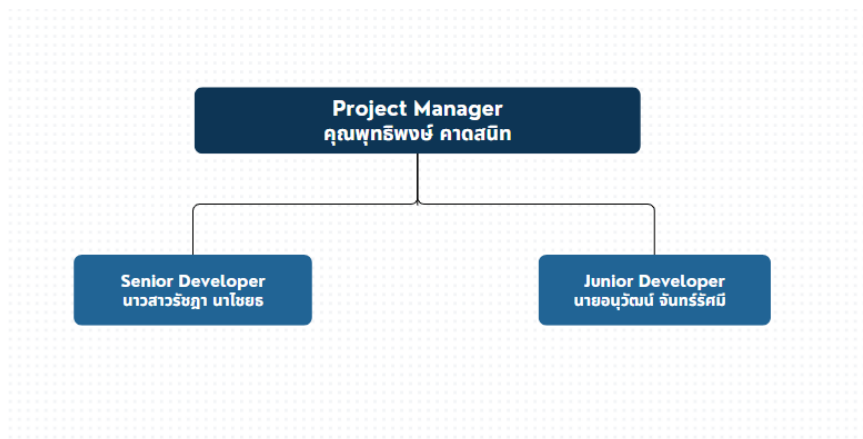 Project Manager
คุณพุทธิพงษ์ คาดสนิท
Senior Developer
นาวสาวรัชฎา นาโชยธ
Junior Developer
นายอนุวัฒน์ จันทร์รัศมี